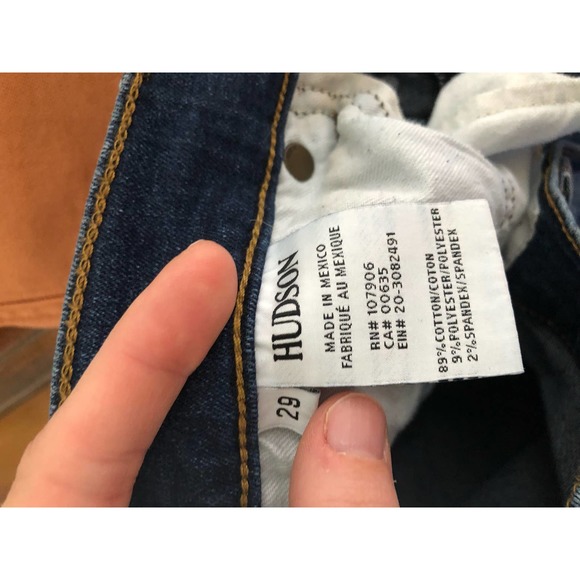 HUDSON
MADE IN MEXICO
FABRIQUÉ AU MEXIQUE
RN# 107906
CA# 00635
EIN# 20-3082491
89%COTTON/COTON
9%POLYESTER/POLYESTER
2%SPANDEX/SPANDEX
29